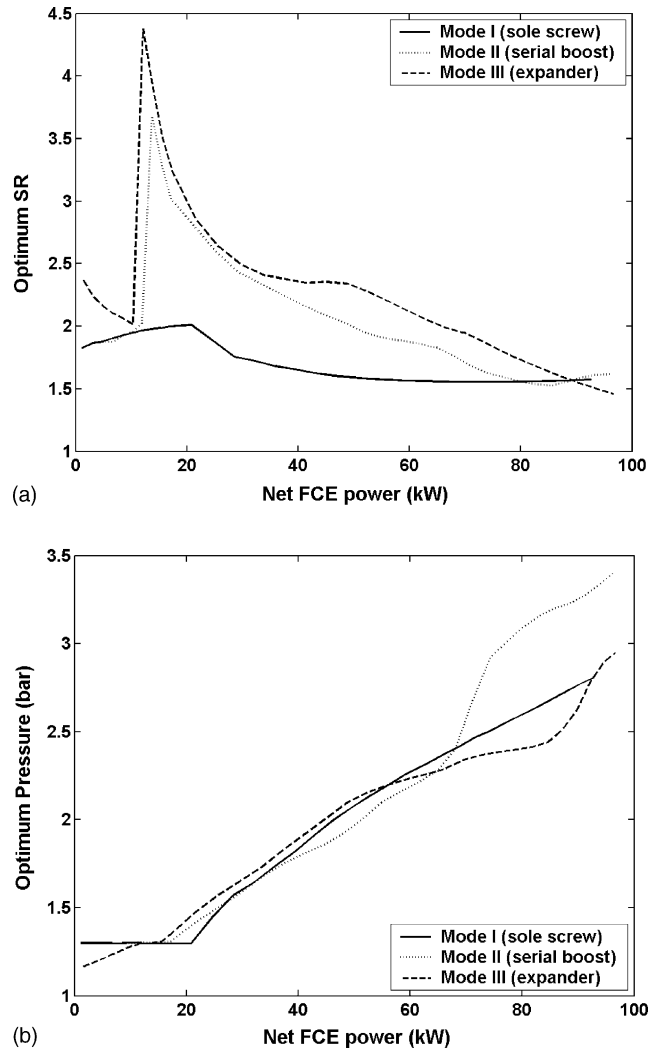 4.5
4
3.5
3
2.5
2
1.5
1
Optimum SR
Mode I (sole screw)
Mode II (serial boost)
Mode III (expander)
0 20 40 60 80 100
Net FCE power (kW)
(a)
3.5
3
2.5
2
1.5
1
Optimum Pressure (bar)
Mode I (sole screw)
Mode II (serial boost)
Mode III (expander)
0 20 40 60 80 100
Net FCE power (kW)
(b)